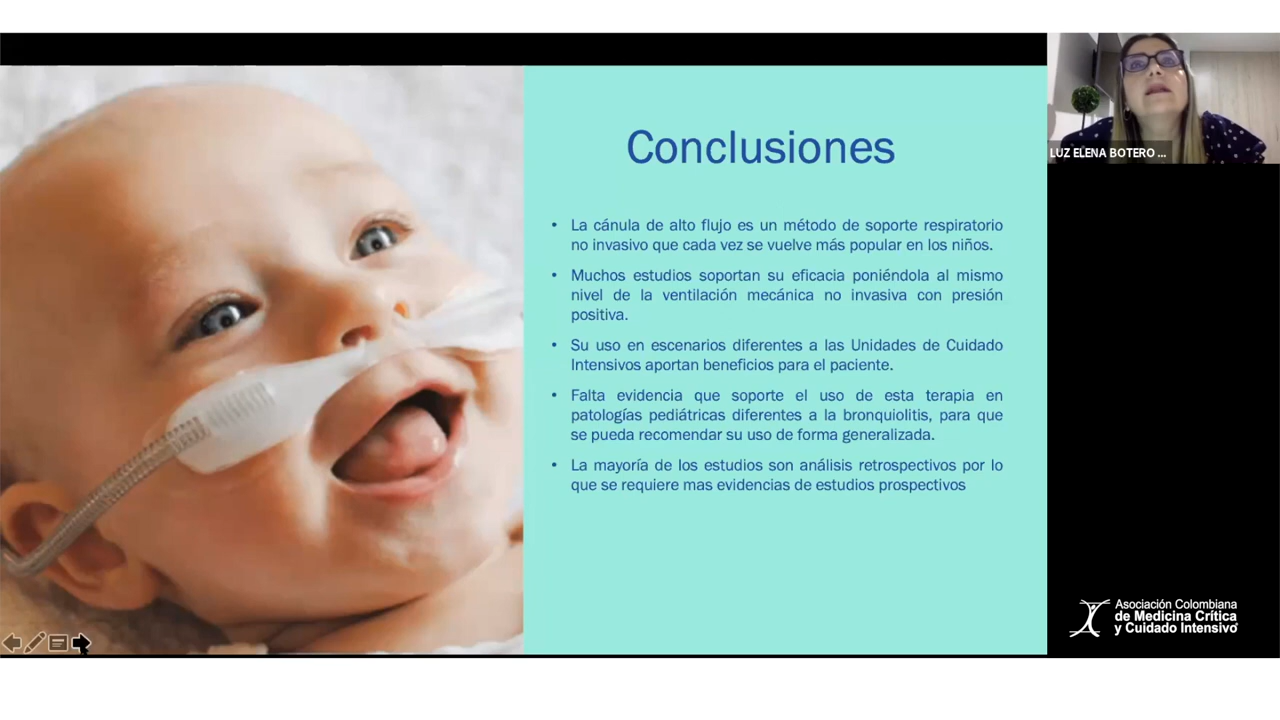 Conclusiones
• La cánula de alto flujo es un método de soporte respiratorio
no invasivo que cada vez se vuelve más popular en los niños.
• Muchos estudios soportan su eficacia poniéndola al mismo
nivel de la ventilación mecánica no invasiva con presión
positiva.
• Su uso en escenarios diferentes a las Unidades de Cuidado
Intensivos aportan beneficios para el paciente.
• Falta evidencia que soporte el uso de esta terapia en
patologías pediátricas diferentes a la bronquiolitis, para que
se pueda recomendar su uso de forma generalizada.
• La mayoría de los estudios son análisis retrospectivos por lo
que se requiere mas evidencias de estudios prospectivos
LUZ ELENA BOTERO ...
Asociación Colombiana
de Medicina Crítica
y Cuidado Intensivo